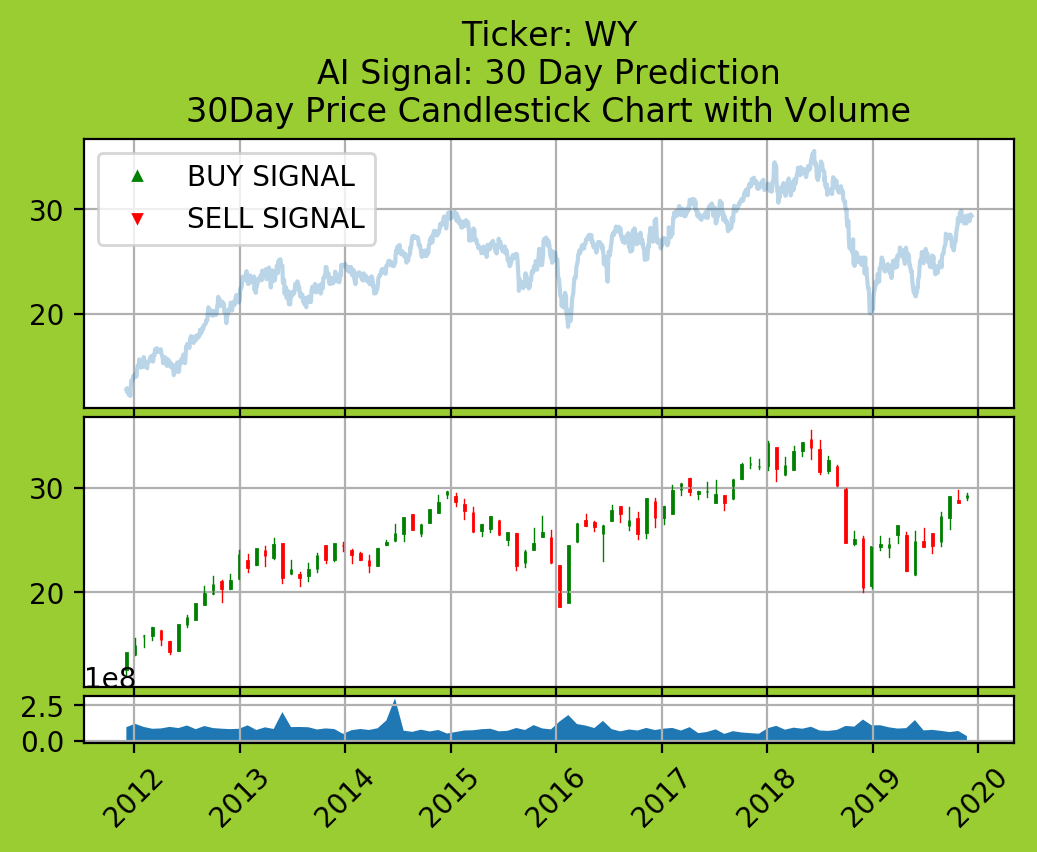 Ticker: WY
AI Signal: 30 Day Prediction
30Day Price Candlestick Chart with Volume
BUY SIGNAL
SELL SIGNAL
30
20
30
20
1e8
2.5
0.0
2012
2013
2014
2015
2016
2017
2018
2019
2020